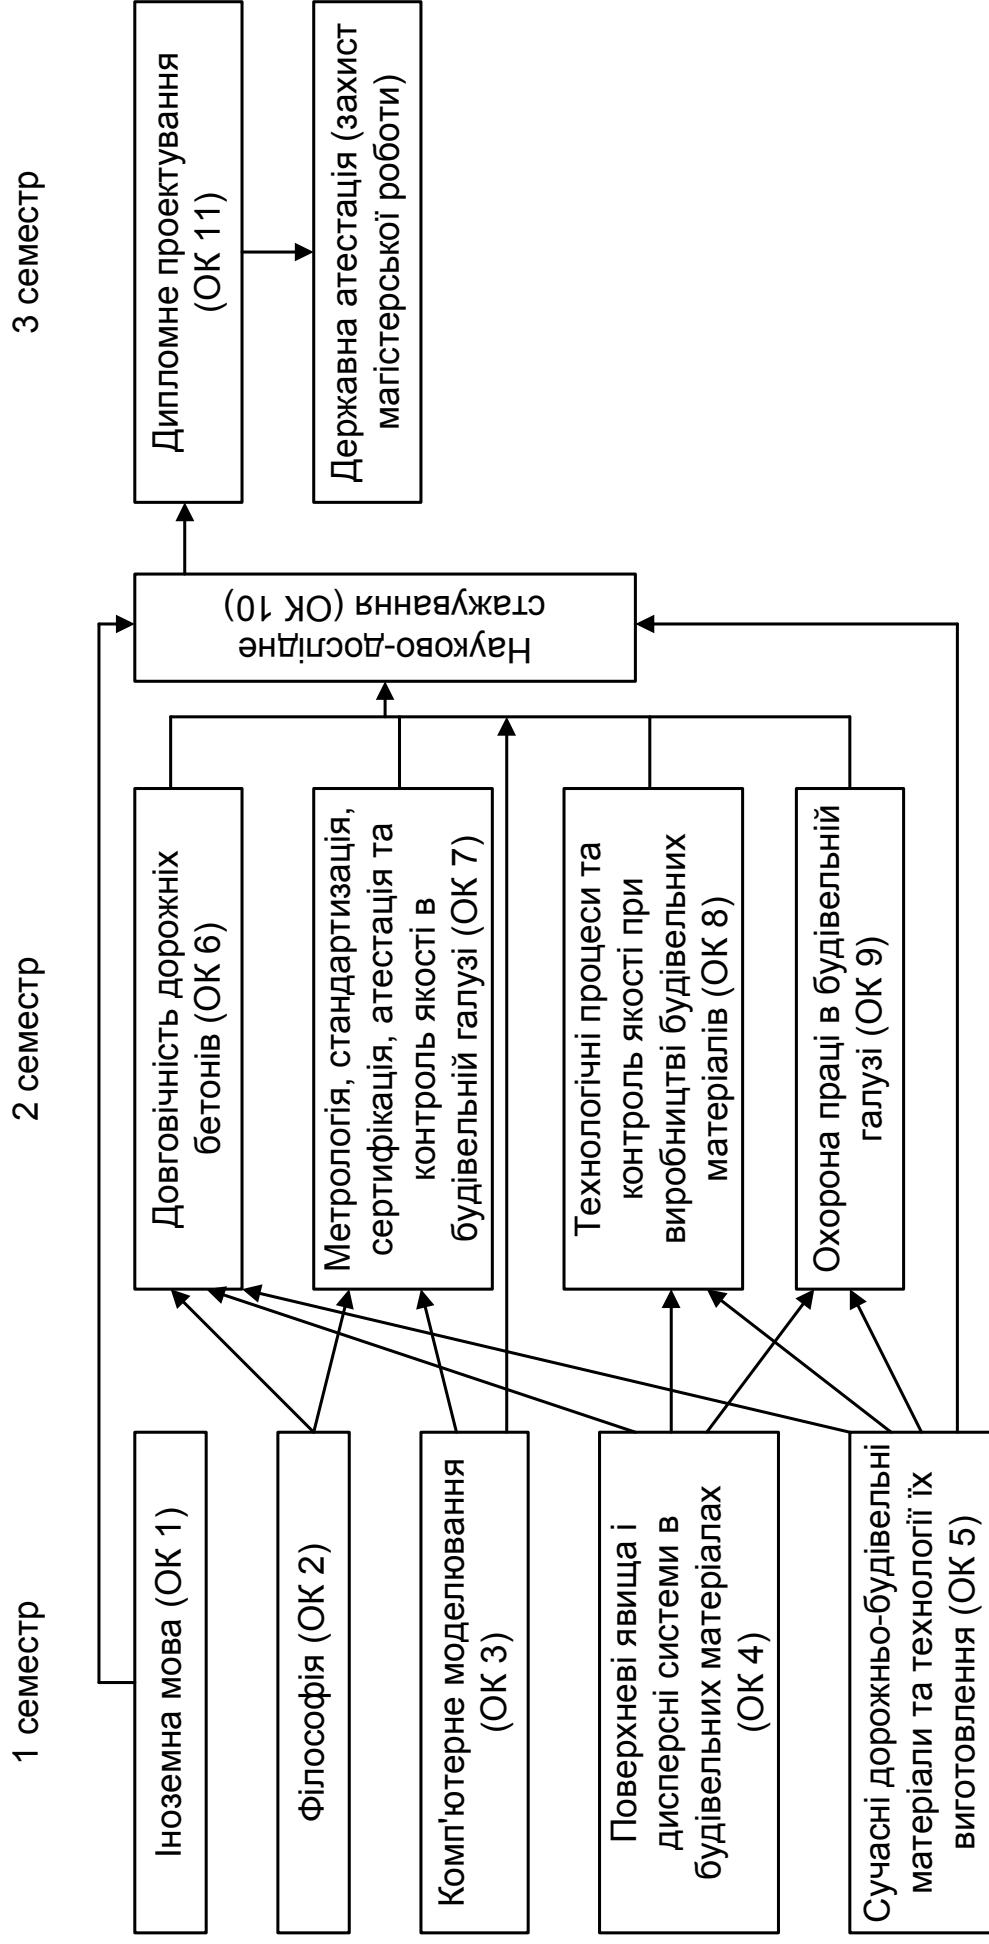 1 семестр
2 семестр
3 семестр
Іноземна мова (ОК 1)
Філософія (ОК 2)
Комп'ютерне моделювання
(ОК 3)
Поверхневі явища і
дисперсні системи в
будівельних матеріалах
(ОК 4)
Сучасні дорожньо-будівельні
матеріали та технології їх
виготовлення (ОК 5)
Довговічність дорожніх
бетонів (ОК 6)
Метрологія, стандартизація,
сертифікація, атестація та
контроль якості в
будівельній галузі (ОК 7)
Технологічні процеси та
контроль якості при
виробництві будівельних
матеріалів (ОК 8)
Охорона праці в будівельній
галузі (ОК 9)
Науково-дослідне
стажування (ОК 10)
Дипломне проектування
(ОК 11)
Державна атестація (захист
магістерської роботи)